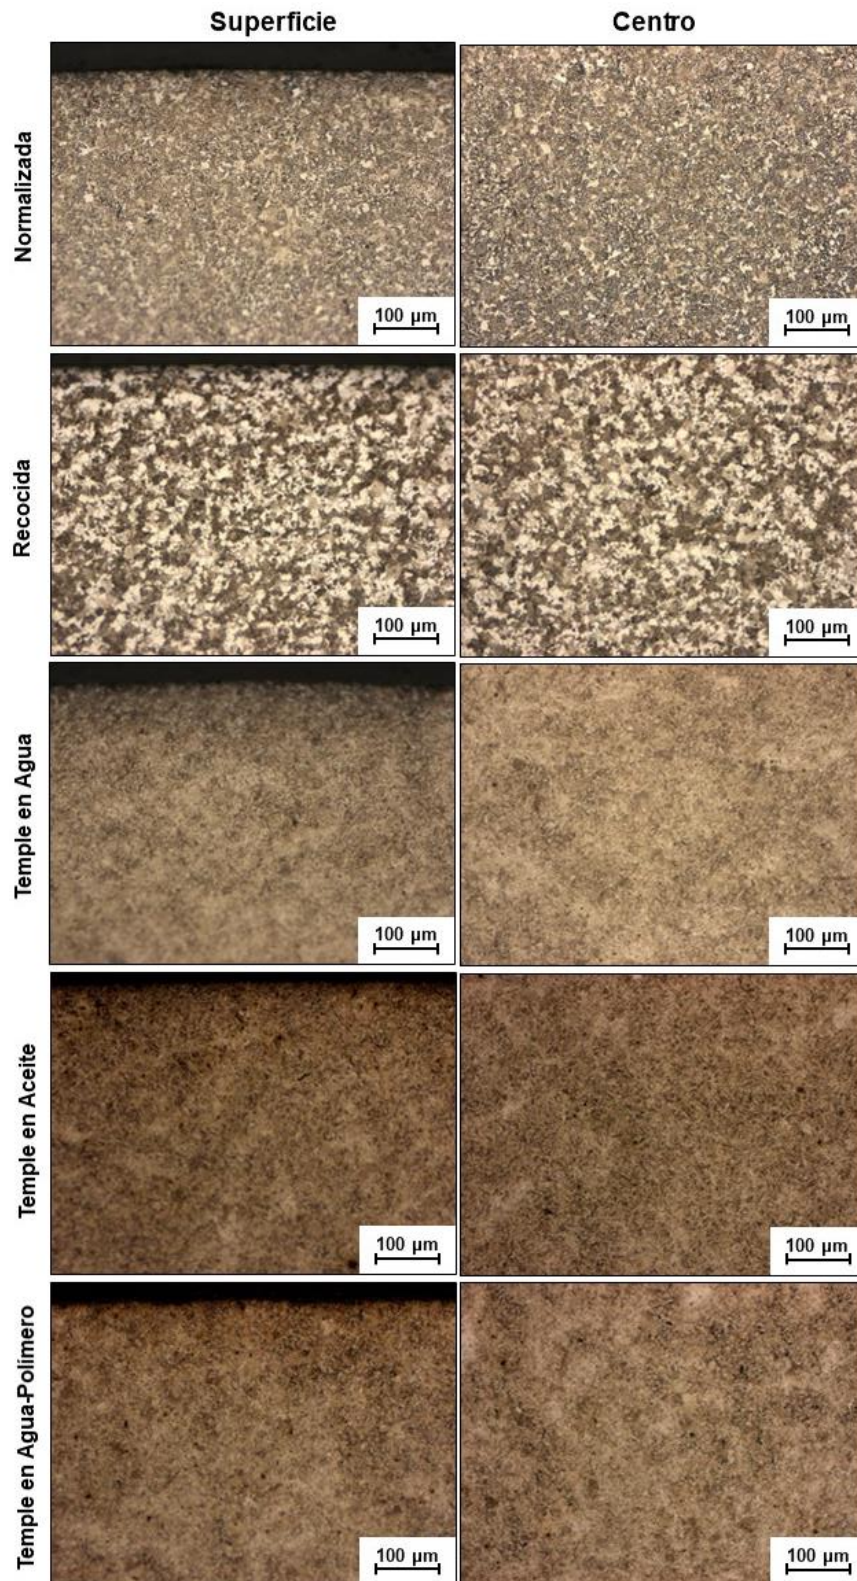 Superficie Centro
Normalizada
100 µm 100 µm
Recocida
100 µm 100 µm
Temple en Agua
100 µm 100 µm
Temple en Aceite
100 µm 100 µm
Temple en Agua-Polimero
100 µm 100 µm